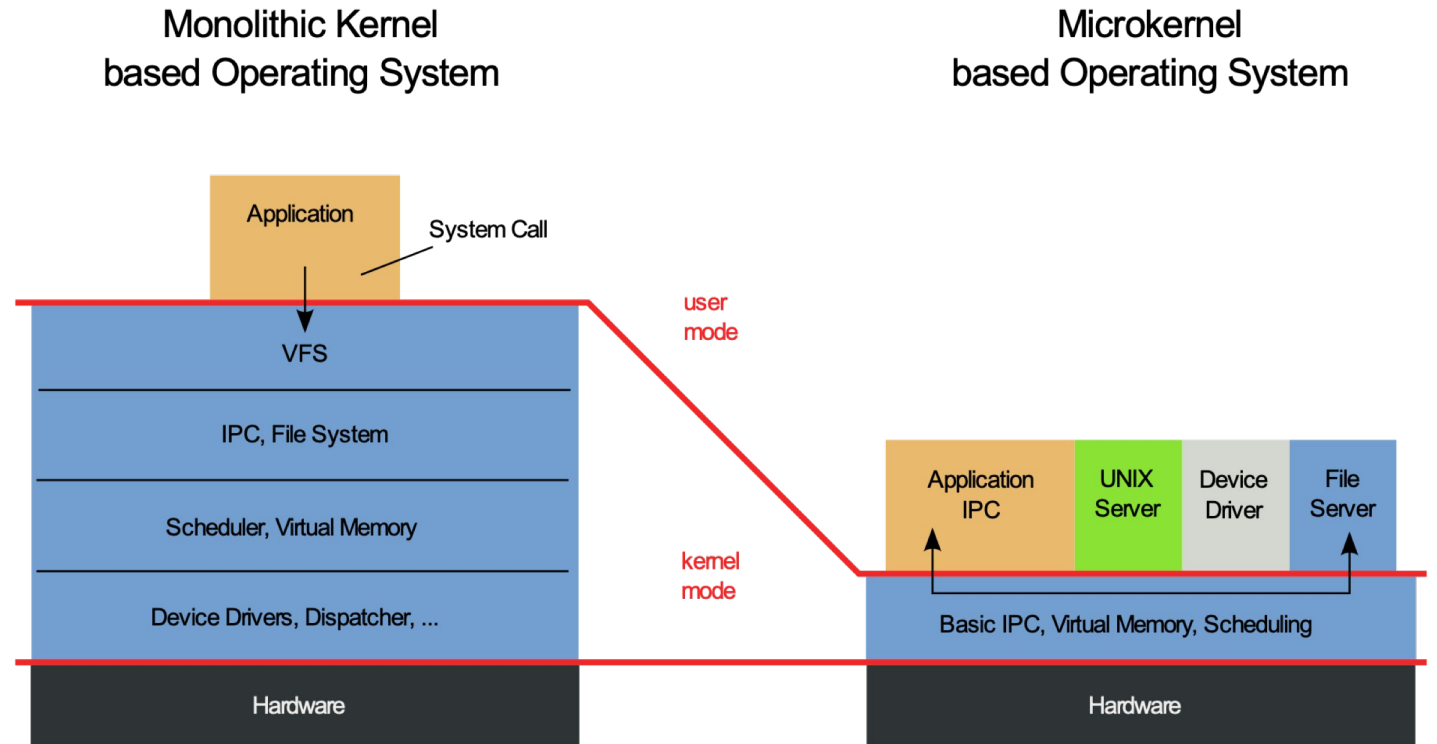 Monolithic Kernel
based Operating System
Microkernel
based Operating System
Application
System Call
user
mode
VFS
IPC, File System
Scheduler, Virtual Memory
Device Drivers, Dispatcher, ...
Hardware
kernel
mode
Application
IPC
UNIX
Server
Device
Driver
File
Server
Basic IPC, Virtual Memory, Scheduling
Hardware